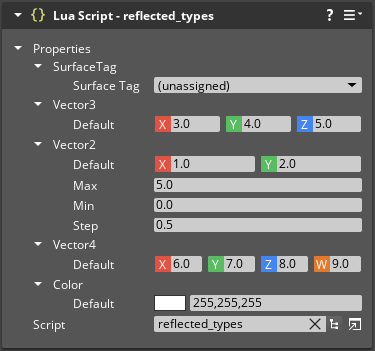 {} Lua Script - reflected_types ?
Properties
SurfaceTag
Surface Tag (unassigned)
Vector3
Default X 3.0 Y 4.0 Z 5.0
Vector2
Default X 1.0 Y 2.0
Max 5.0
Min 0.0
Step 0.5
Vector4
Default X 6.0 Y 7.0 Z 8.0 W 9.0
Color
Default 255,255,255
Script reflected_types